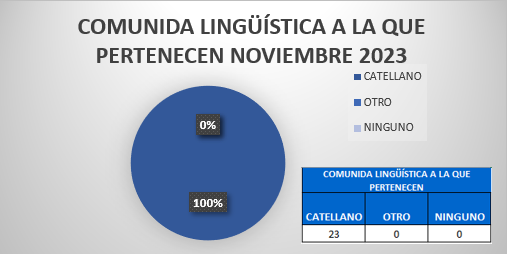 COMUNIDA LINGÜÍSTICA A LA QUE
PERTENECEN NOVIEMBRE 2023
CATELLANO
OTRO
NINGUNO
0%
100%
COMUNIDA LINGÜÍSTICA A LA QUE
PERTENECEN
CATELLANO OTRO NINGUNO
23 0 0